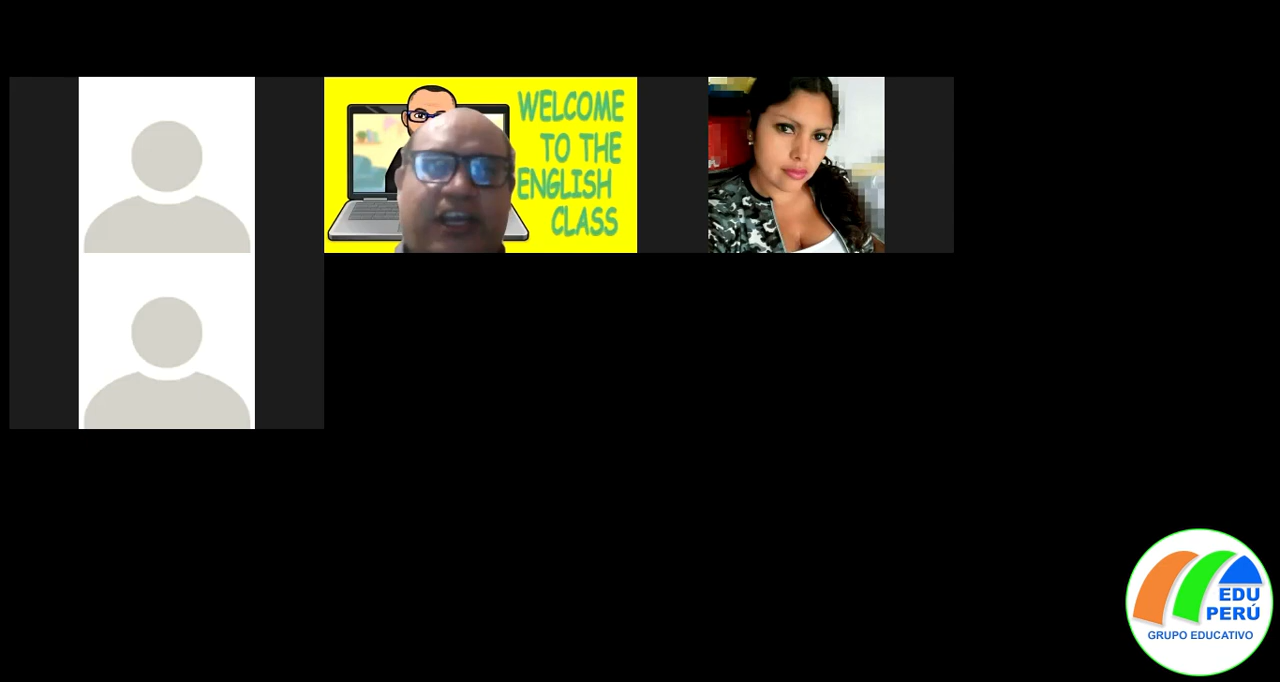 WELCOME
TO THE
ENGLISH
CLASS
EDU
PERÚ
GRUPO EDUCATIVO